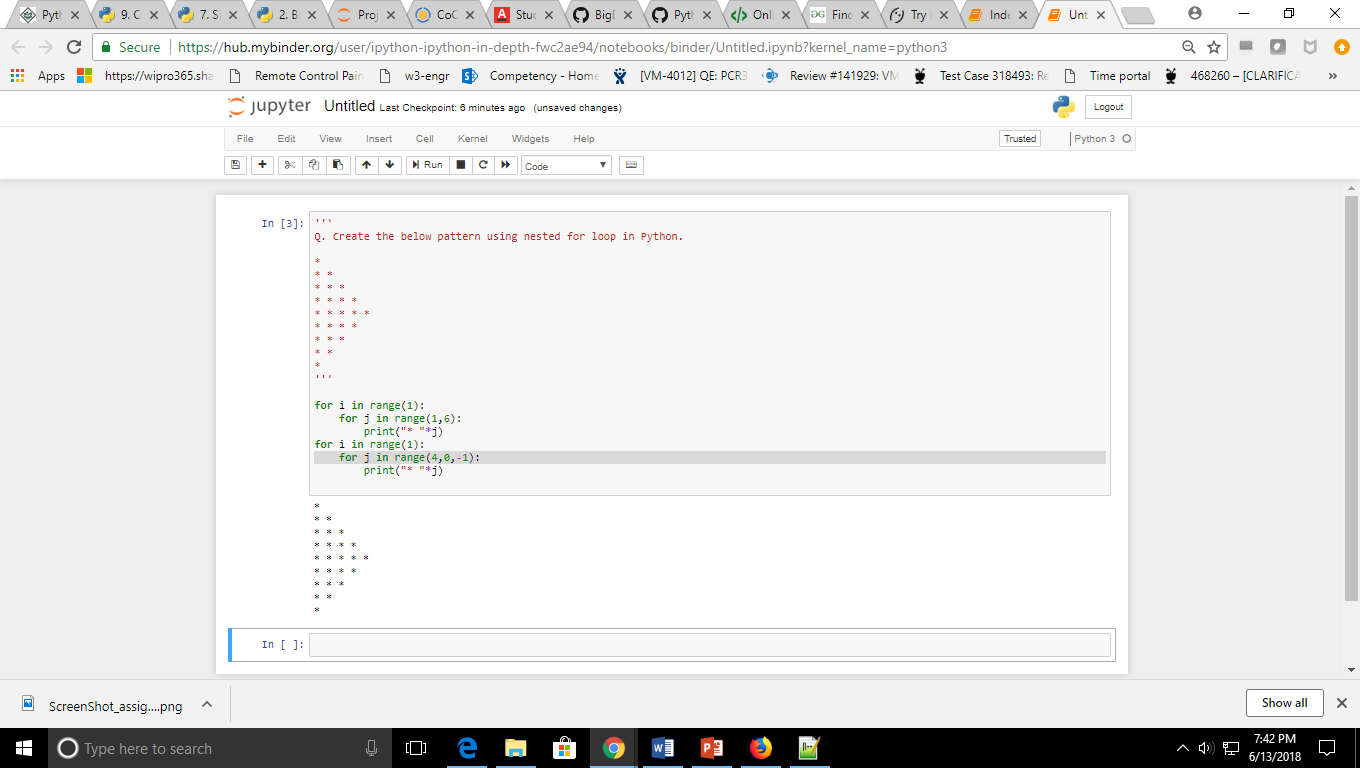 Pyth
9. C
7. S
2. B
Proj
CoC
Stu
BigD
Pyth
Onl
Find
Try
Inde
Unt
Secure
https://hub.mybinder.org/user/ipython-ipython-in-depth-fwc2ae94/notebooks/binder/Untitled.ipynb?kernel_name=python3
Apps
https://wipro365.sha
Remote Control Pair
w3-engr
Competency - Home
[VM-4012] QE: PCR3
Review #141929: VM
Test Case 318493: Re
Time portal
468260 – [CLARIFICA
»
jupyter Untitled Last Checkpoint: 6 minutes ago (unsaved changes)
Logout
File Edit View Insert Cell Kernel Widgets Help
Trusted
Python 3
Run
Code
In [3]:
'''
Q. Create the below pattern using nested for loop in Python.
*
* *
* * *
* * * *
* * * * *
* * * *
* * *
* *
*
'''
for i in range(1):
    for j in range(1,6):
        print("* "*j)
for i in range(1):
    for j in range(4,0,-1):
        print("* "*j)
*
* *
* * *
* * * *
* * * * *
* * * *
* * *
* *
*
In [ ]:
ScreenShot_assig....png
Show all
Type here to search
7:42 PM
6/13/2018